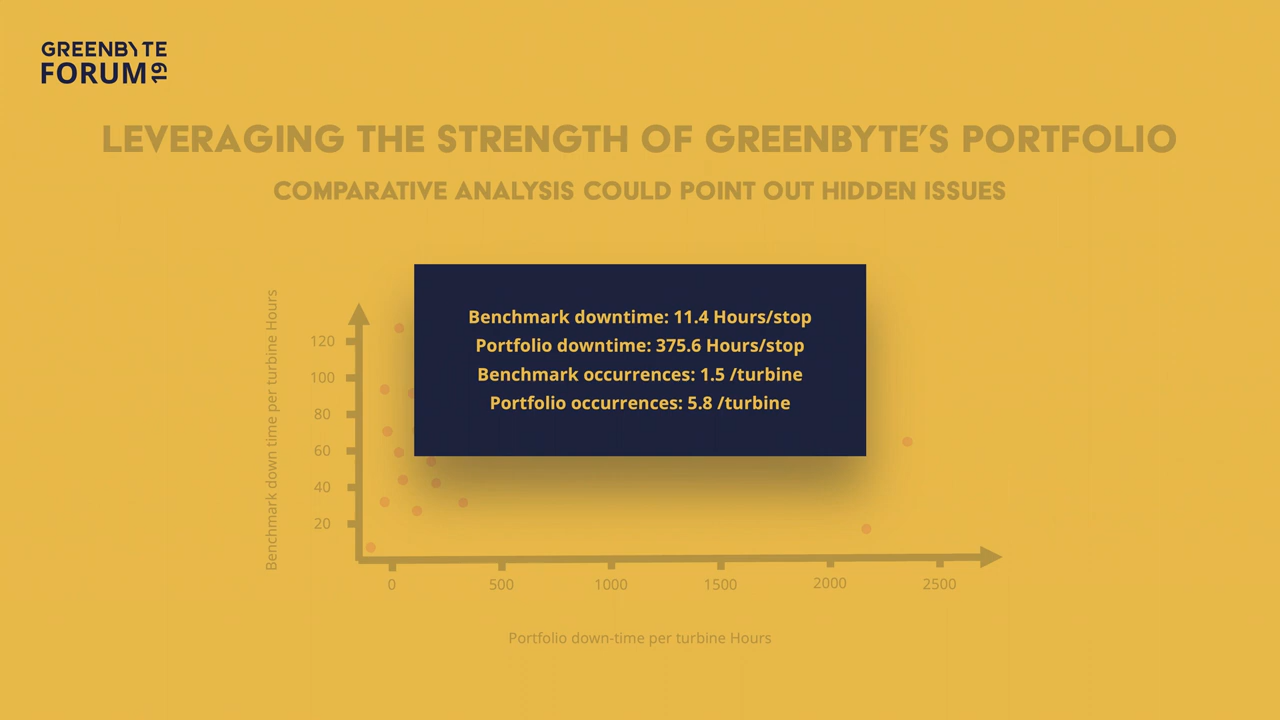 GREENBYTE
FORUM 19
LEVERAGING THE STRENGTH OF GREENBYTE'S PORTFOLIO
COMPARATIVE ANALYSIS COULD POINT OUT HIDDEN ISSUES
Benchmark downtime: 11.4 Hours/stop
Portfolio downtime: 375.6 Hours/stop
Benchmark occurrences: 1.5 /turbine
Portfolio occurrences: 5.8 /turbine
Benchmark down time per turbine Hours
120
100
80
60
40
20
0 500 1000 1500 2000 2500
Portfolio down-time per turbine Hours